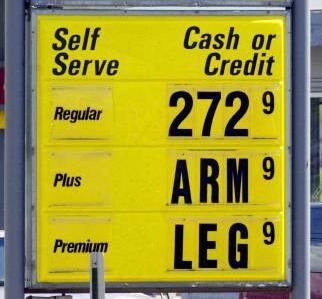 Self Cash or
Serve Credit
Regular 272 9
Plus ARM 9
Premium LEG 9